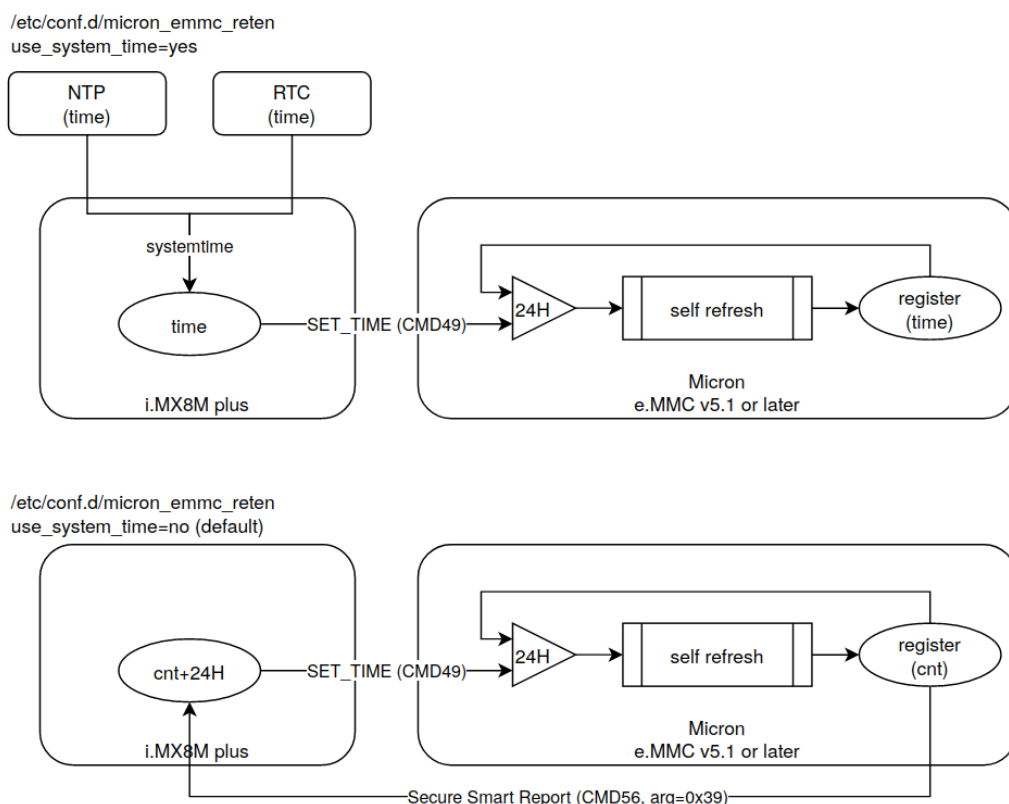 /etc/conf.d/micron_emmc_reten
use_system_time=yes
NTP
(time)
RTC
(time)
systemtime
time
SET_TIME (CMD49)
24H
self refresh
register
(time)
i.MX8M plus
Micron
e.MMC v5.1 or later
/etc/conf.d/micron_emmc_reten
use_system_time=no (default)
cnt+24H
SET_TIME (CMD49)
24H
self refresh
register
(cnt)
i.MX8M plus
Micron
e.MMC v5.1 or later
Secure Smart Report (CMD56, arg=0x39)